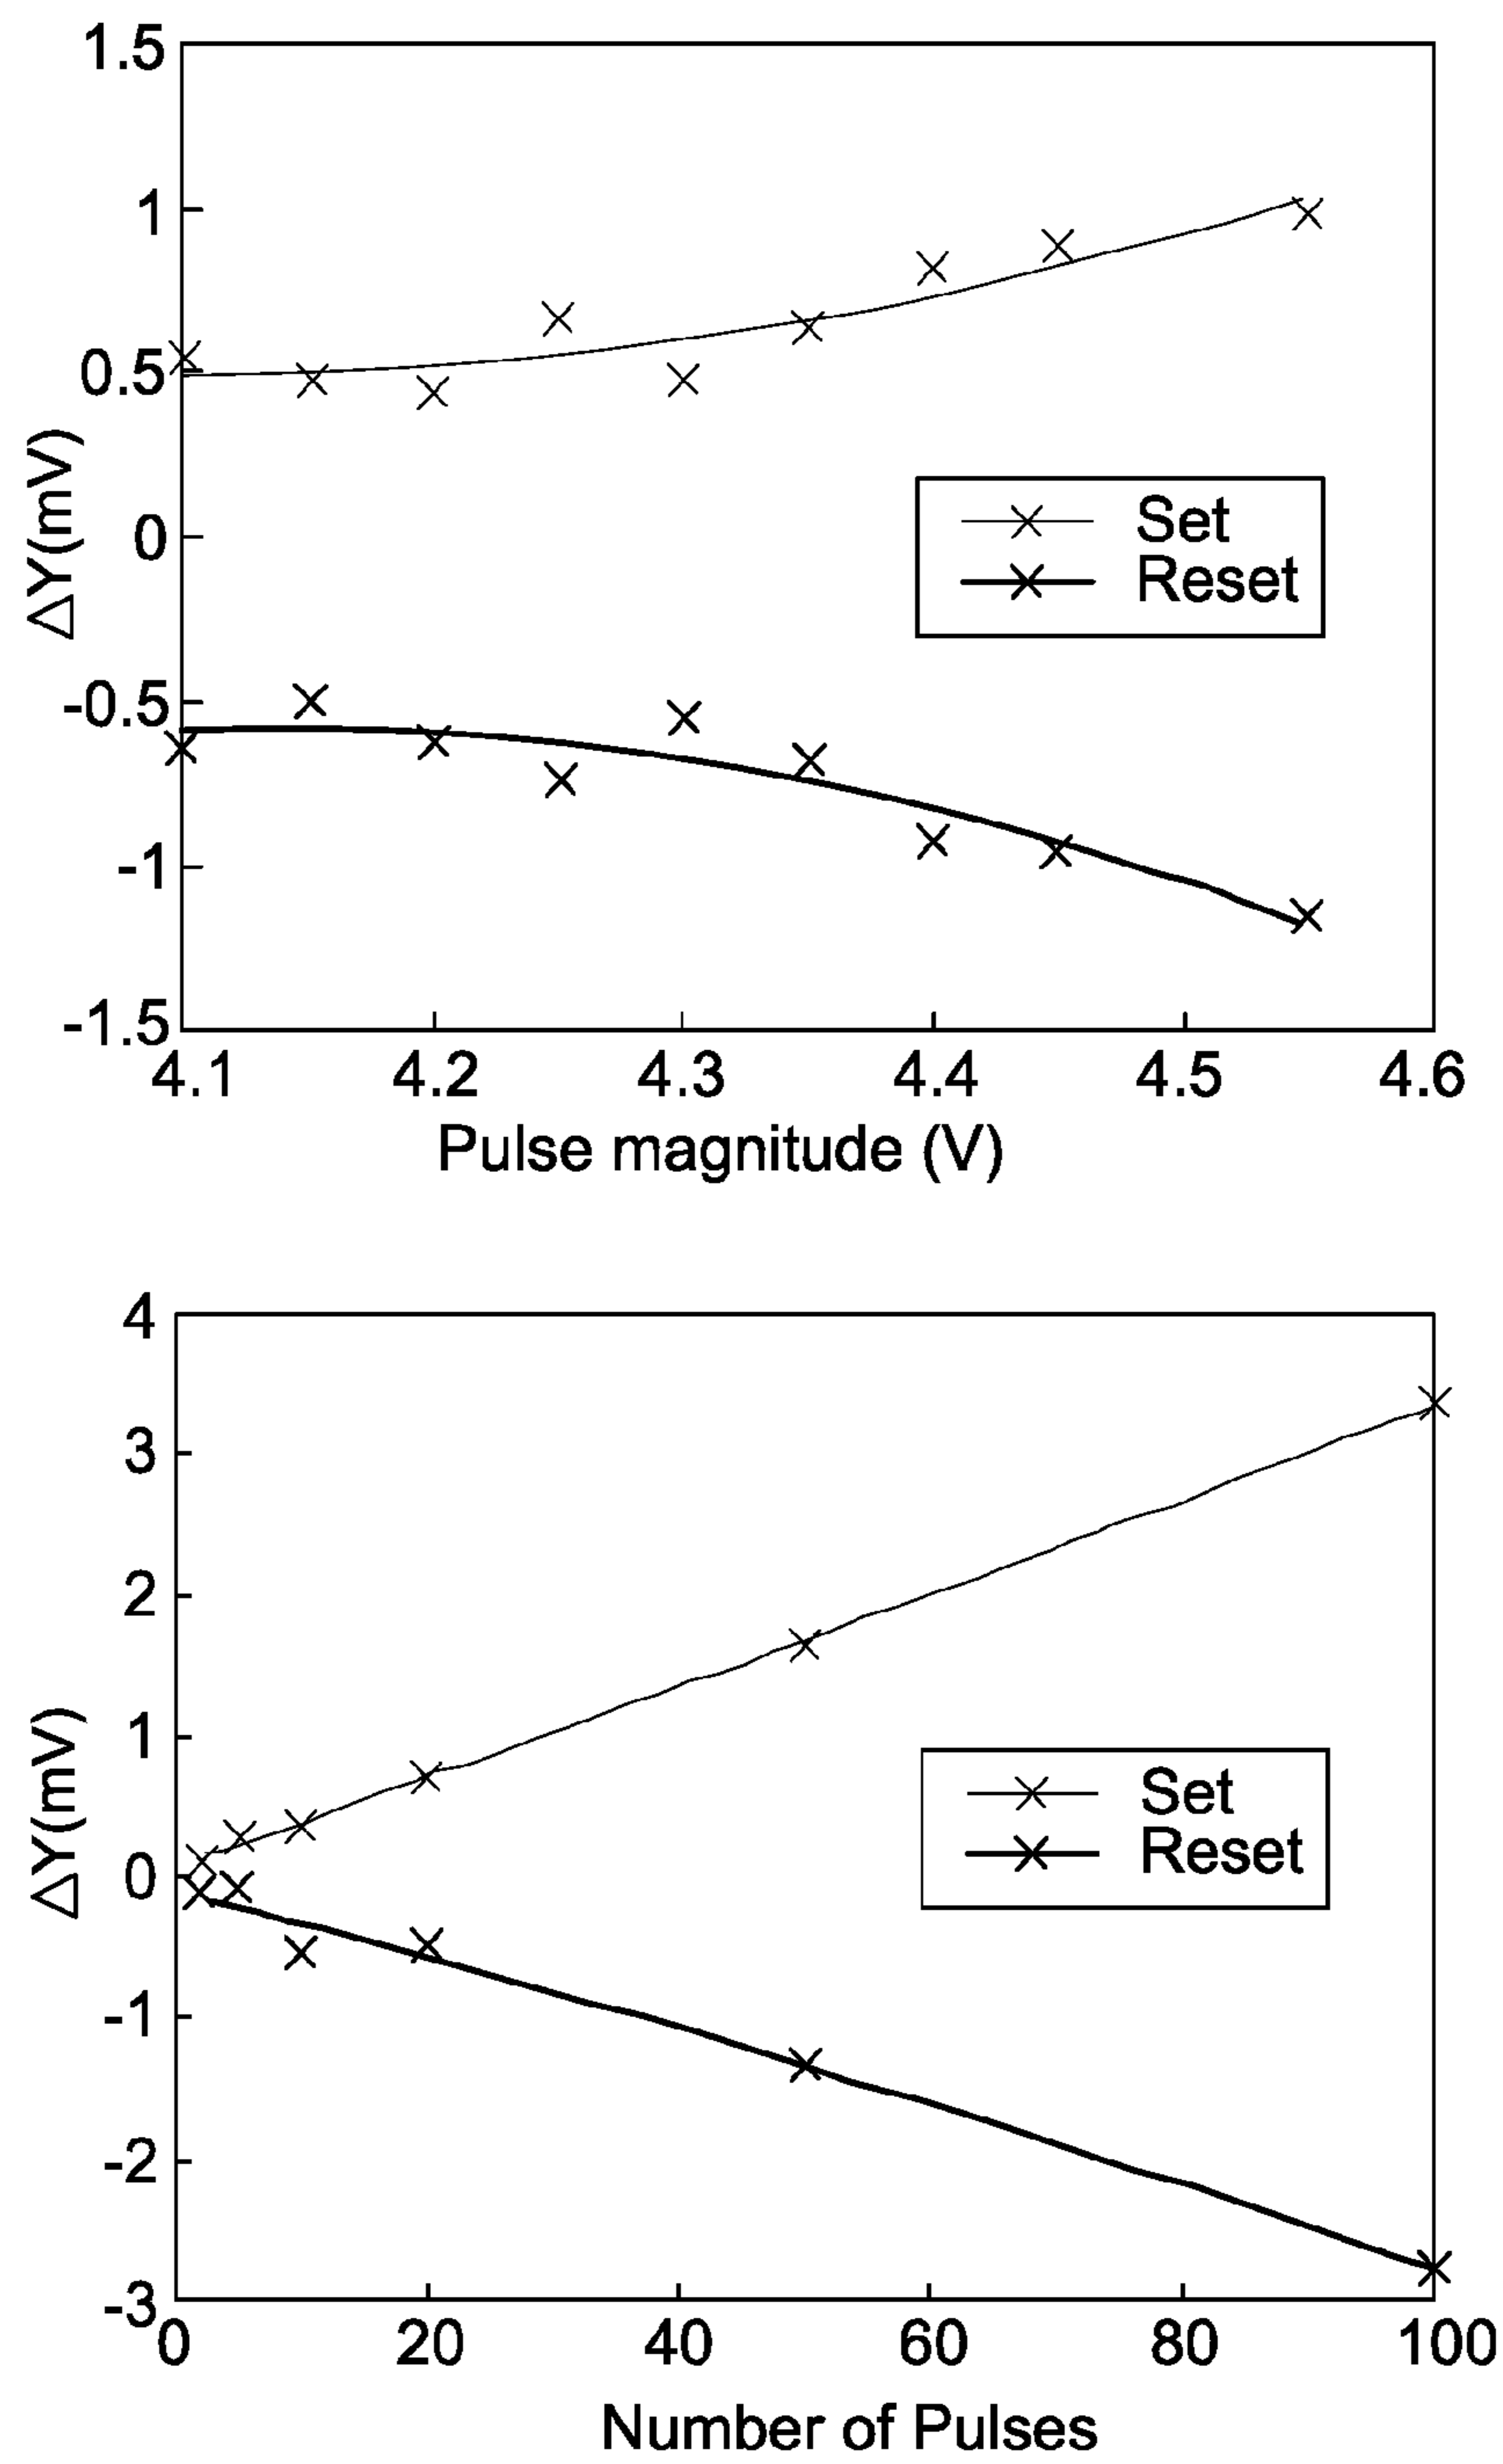 1.5
1
0.5
0
-0.5
-1
-1.5
ΔY(mV)
Set
Reset
4.1 4.2 4.3 4.4 4.5 4.6
Pulse magnitude (V)
4
3
2
1
0
-1
-2
-3
ΔY(mV)
Set
Reset
0 20 40 60 80 100
Number of Pulses